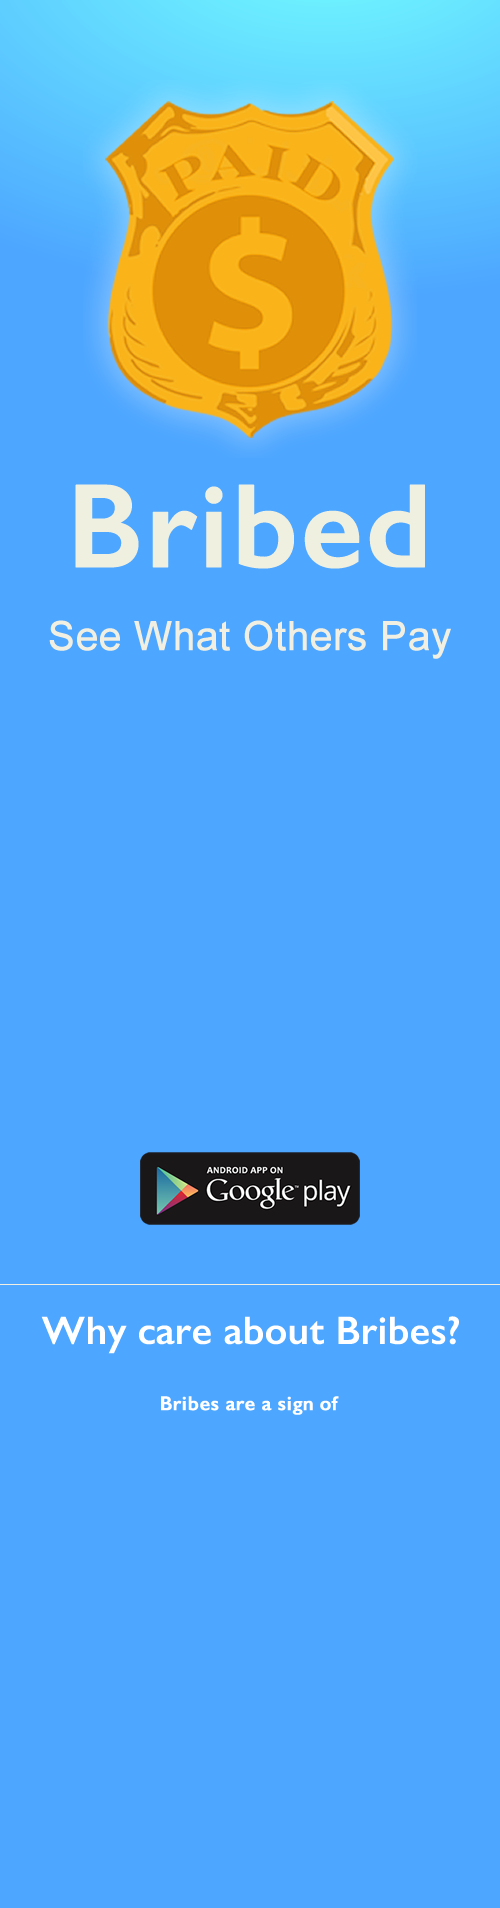 PAID
$
Bribed
See What Others Pay
ANDROID APP ON
Google play
Why care about Bribes?
Bribes are a sign of